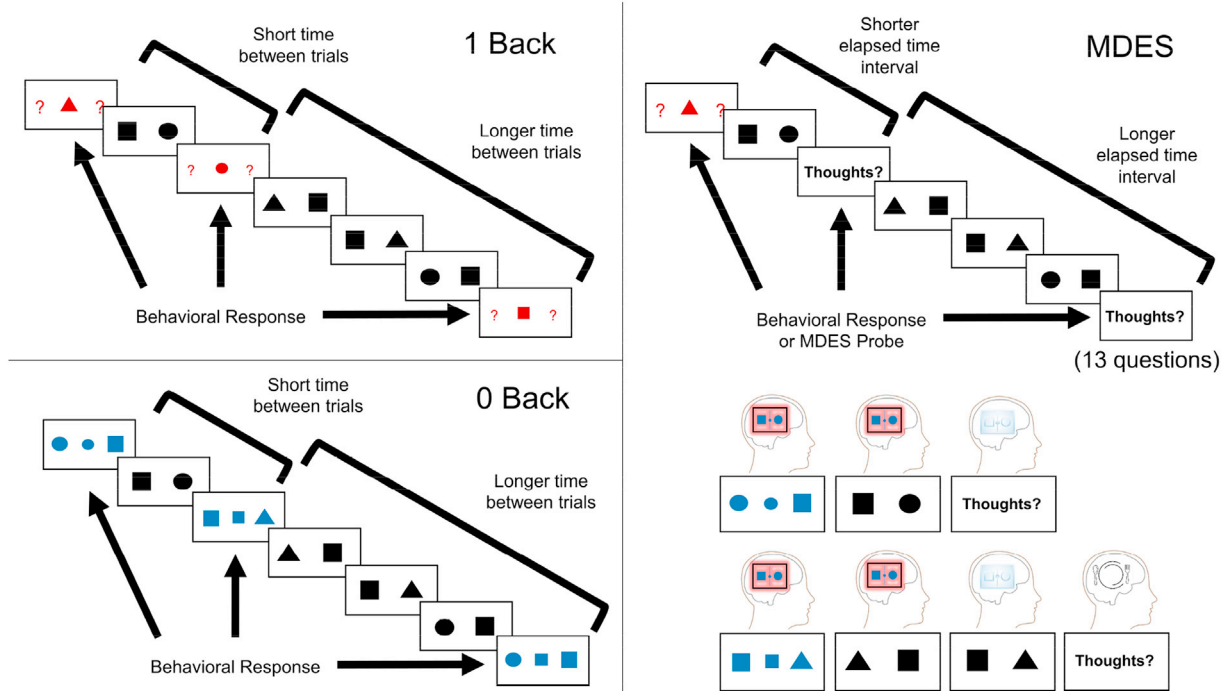 1 Back
Short time
between trials
? ?
Longer time
between trials
? ?
Behavioral Response
? ?
0 Back
Short time
between trials
Longer time
between trials
Behavioral Response
MDES
Shorter
elapsed time
interval
? ?
Longer
elapsed time
interval
Thoughts?
Behavioral Response
or MDES Probe
Thoughts?
(13 questions)
Thoughts?
Thoughts?